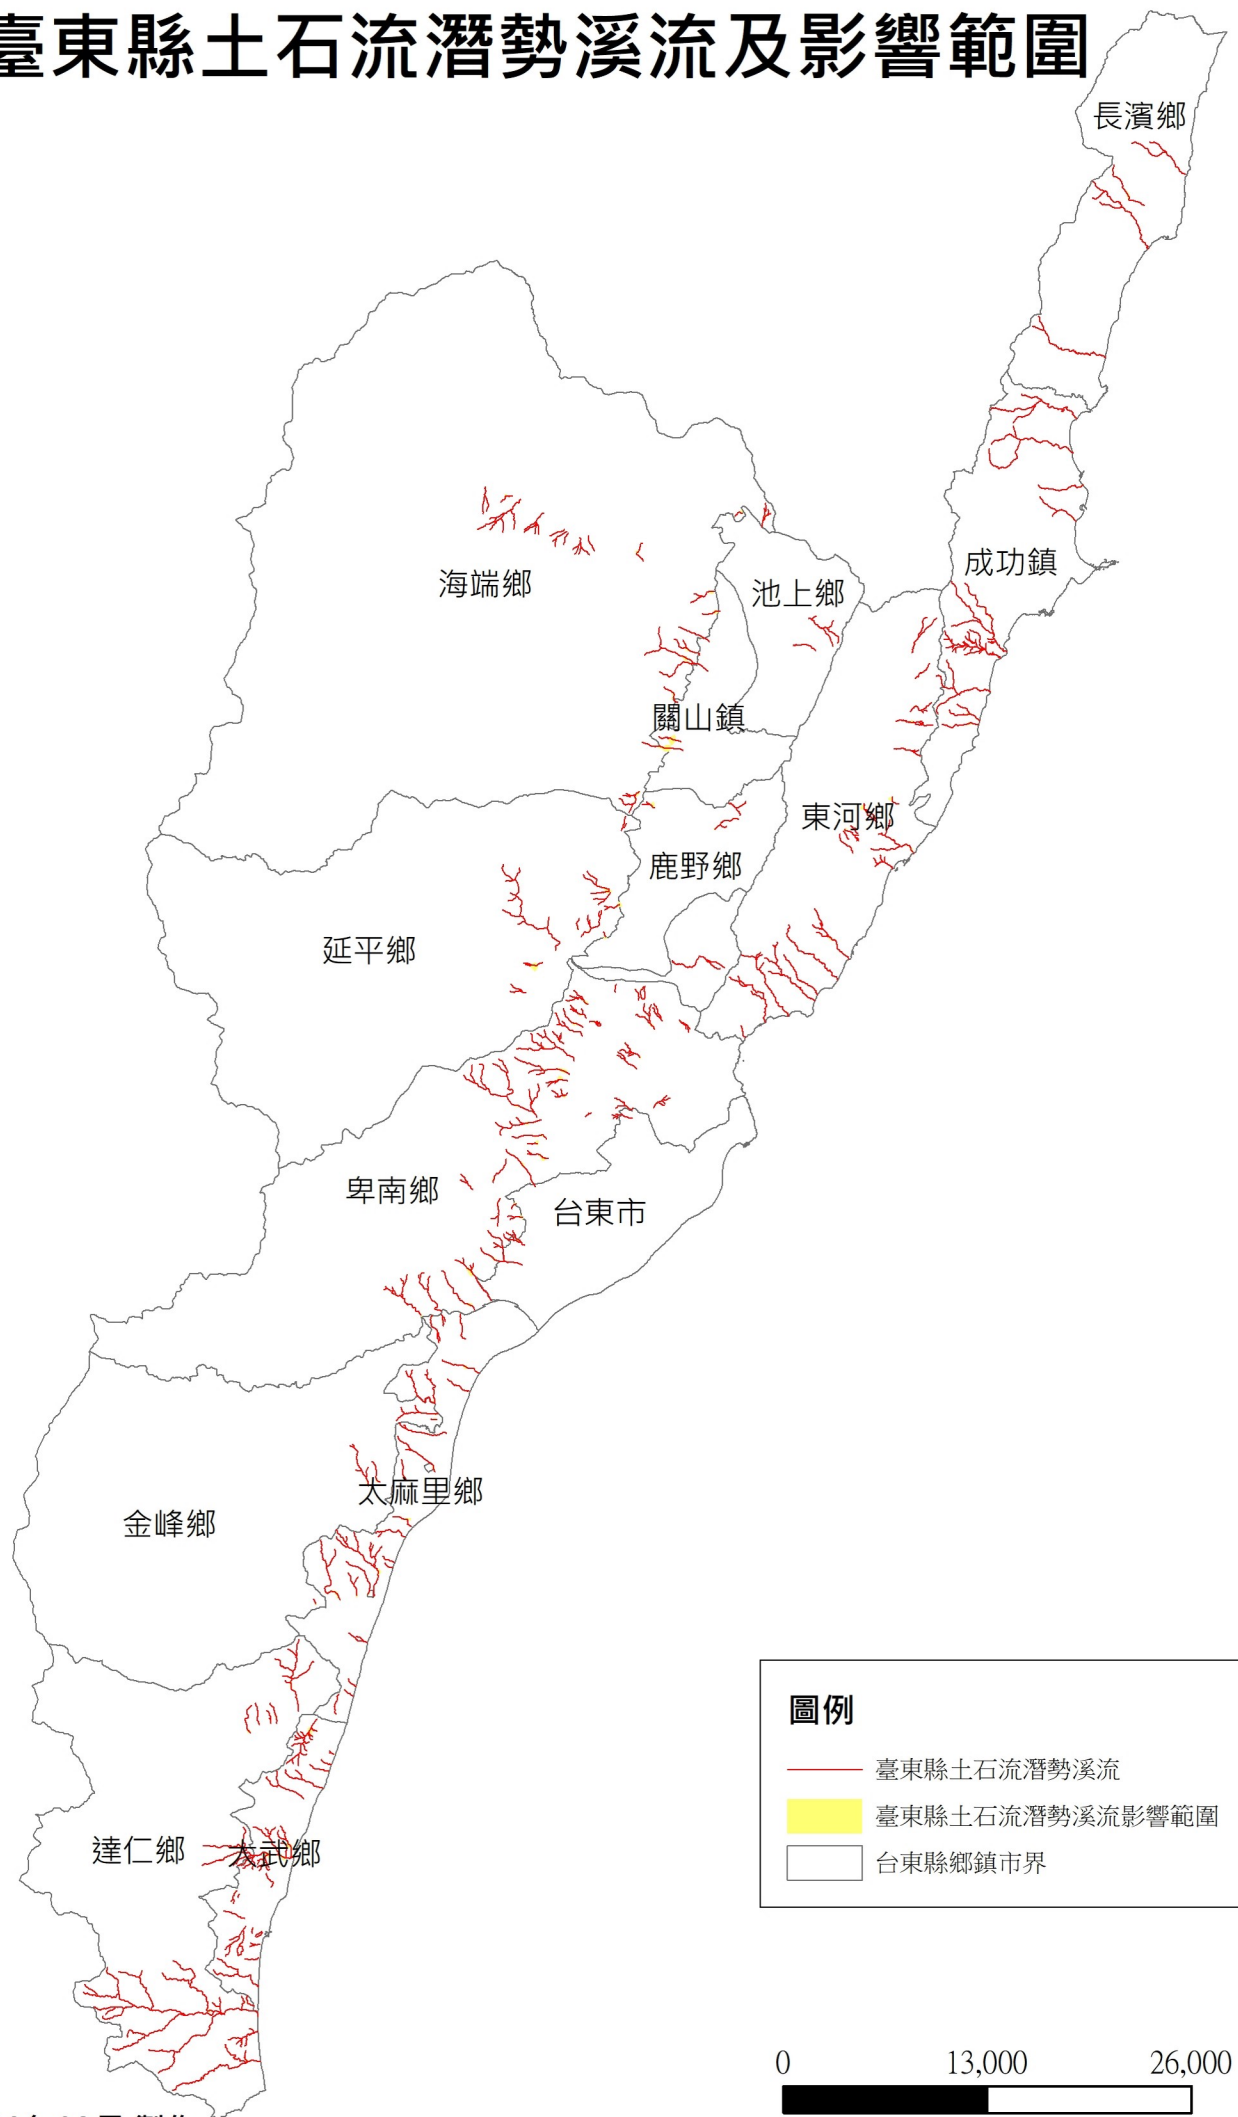 臺東縣土石流潛勢溪流及影響範圍
長濱鄉
成功鎮
海端鄉
池上鄉
關山鎮
東河鄉
鹿野鄉
延平鄉
卑南鄉
台東市
太麻里鄉
金峰鄉
達仁鄉
大武鄉
圖例
臺東縣土石流潛勢溪流
臺東縣土石流潛勢溪流影響範圍
台東縣鄉鎮市界
0 13,000 26,000